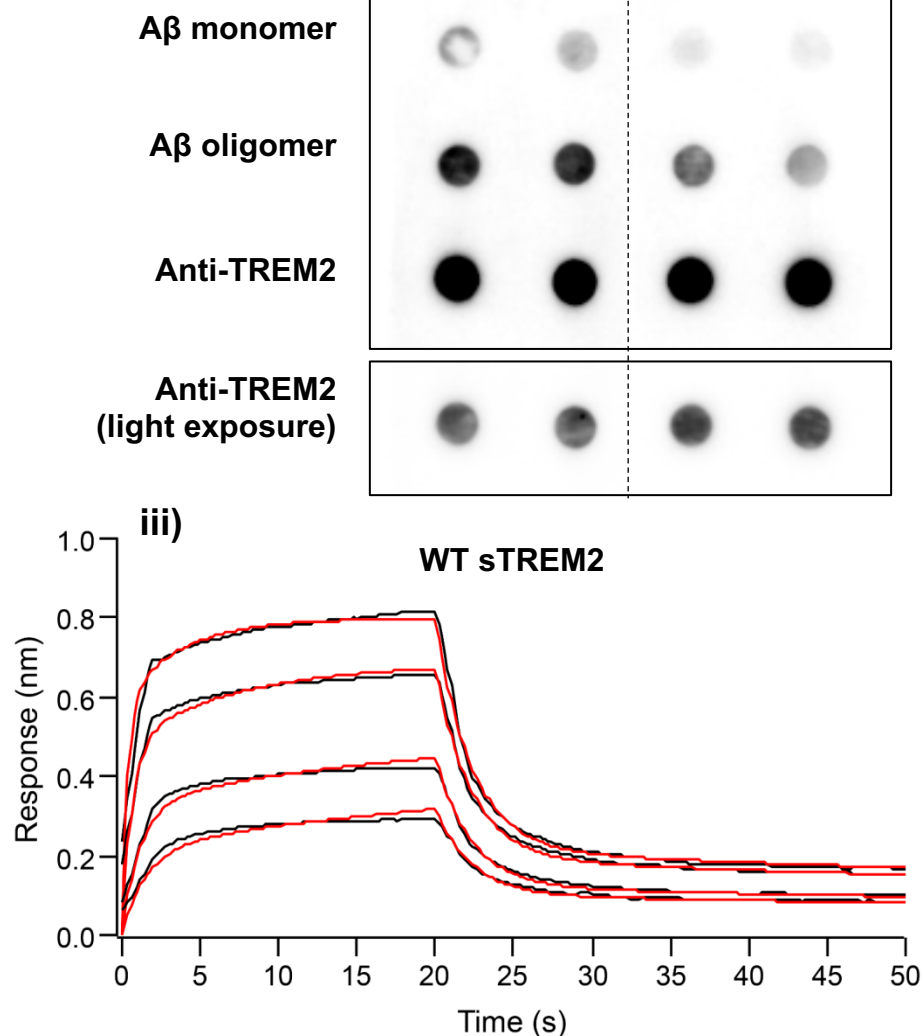 Aβ monomer
Aβ oligomer
Anti-TREM2
Anti-TREM2
(light exposure)
iii)
WT sTREM2
Response (nm)
1.0
0.8
0.6
0.4
0.2
0.0
0 5 10 15 20 25 30 35 40 45 50
Time (s)